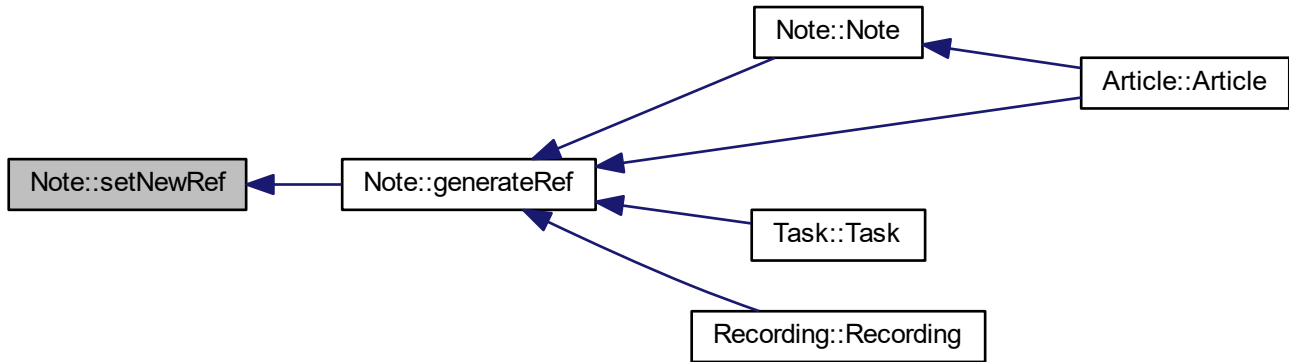 Note::setNewRef
Note::generateRef
Note::Note
Article::Article
Task::Task
Recording::Recording